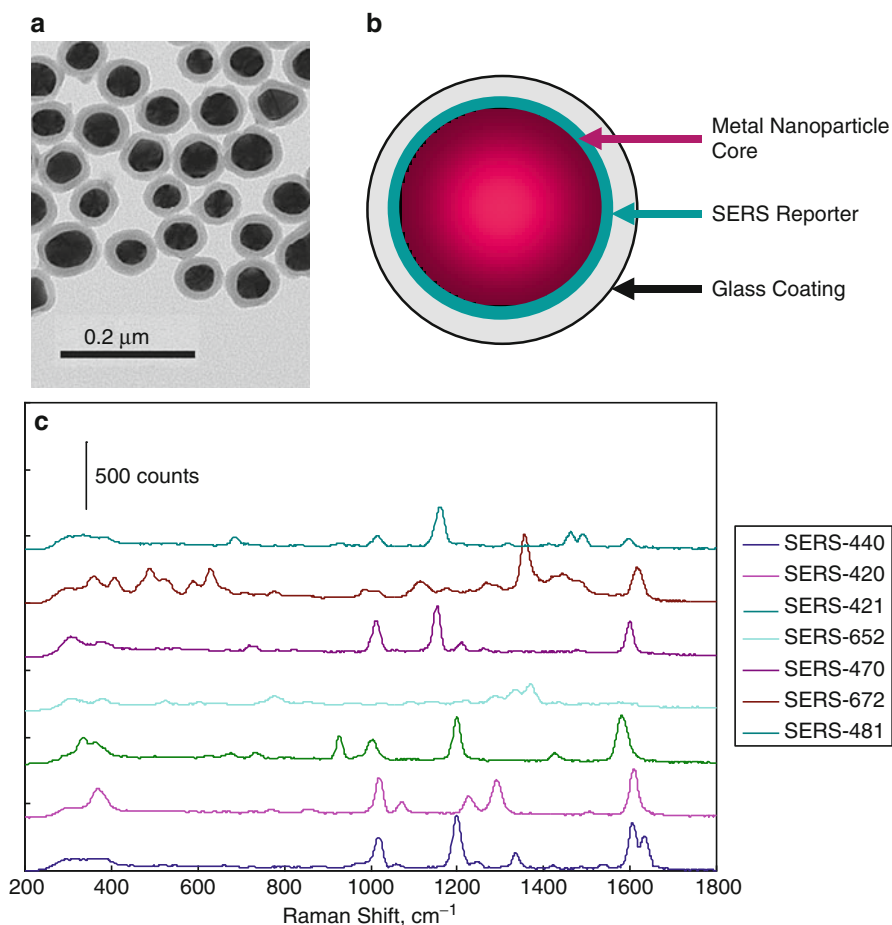 a
0.2 μm
b
Metal Nanoparticle
Core
SERS Reporter
Glass Coating
c
500 counts
200 400 600 800 1000 1200 1400 1600 1800
Raman Shift, cm⁻¹
SERS-440
SERS-420
SERS-421
SERS-652
SERS-470
SERS-672
SERS-481